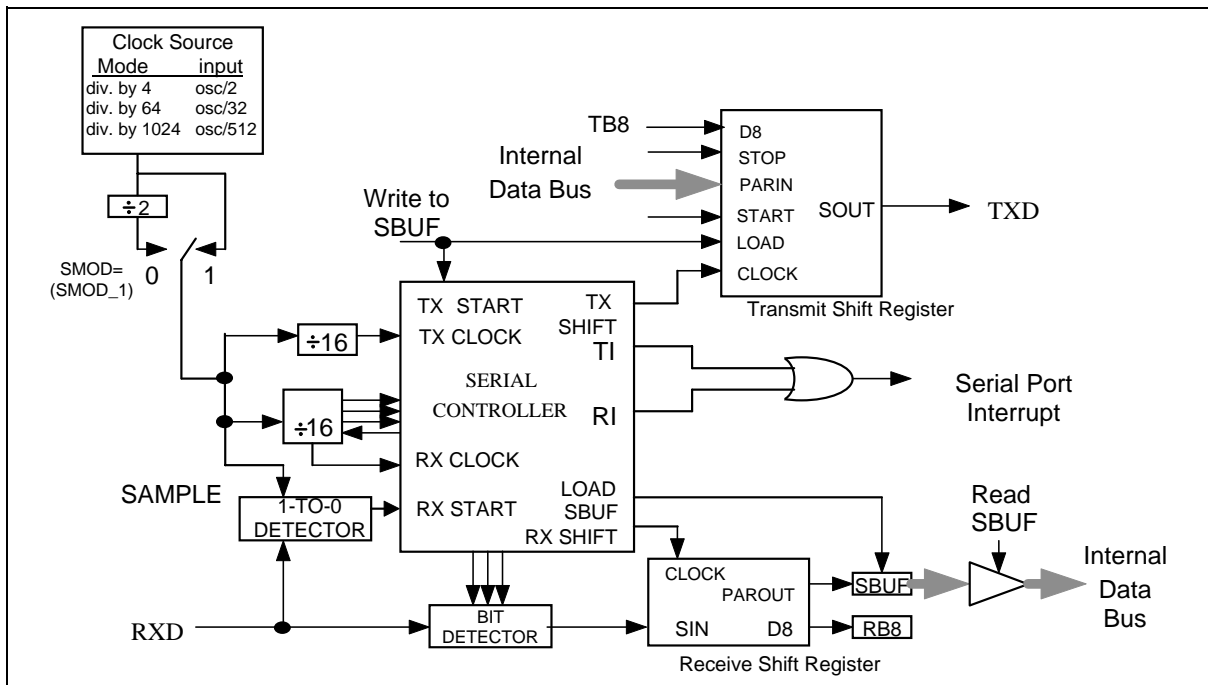 Clock Source
Mode input
div. by 4 osc/2
div. by 64 osc/32
div. by 1024 osc/512
÷2
SMOD=
(SMOD_1)
0 1
TB8
Internal
Data Bus
Write to
SBUF
D8
STOP
PARIN
START
LOAD
CLOCK
SOUT
TXD
Transmit Shift Register
÷16
÷16
TX START
TX CLOCK
SERIAL
CONTROLLER
RX CLOCK
RX START
TX
SHIFT
TI
RI
LOAD
SBUF
RX SHIFT
Serial Port
Interrupt
SAMPLE
1-TO-0
DETECTOR
RXD
BIT
DETECTOR
CLOCK
PAROUT
SIN D8
Receive Shift Register
SBUF
RB8
Read
SBUF
Internal
Data
Bus